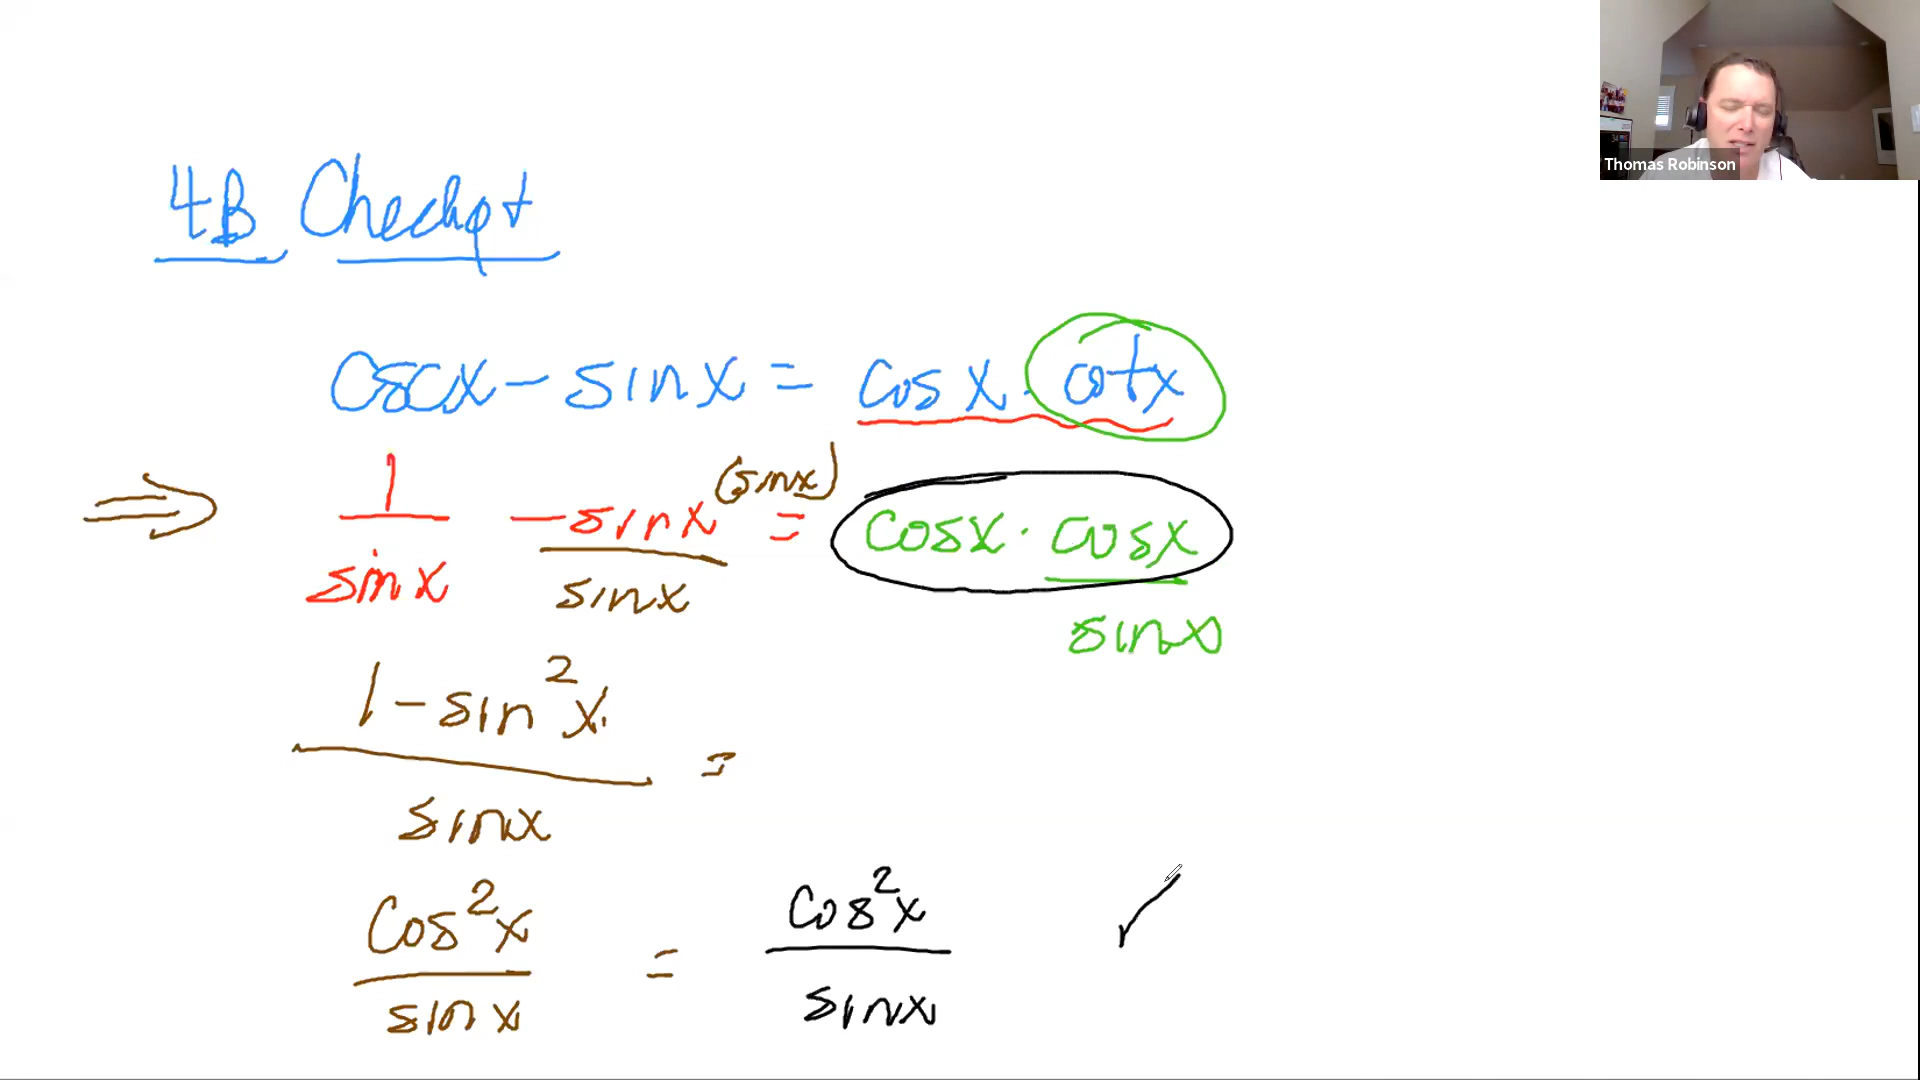 Thomas Robinson
4B Checkpt
cscx - sinx = cosx · cotx
1/sinx - sinx(sinx)/sinx = cosx · cosx/sinx
1 - sin²x/sinx =
cos²x/sinx = cos²x/sinx ✓